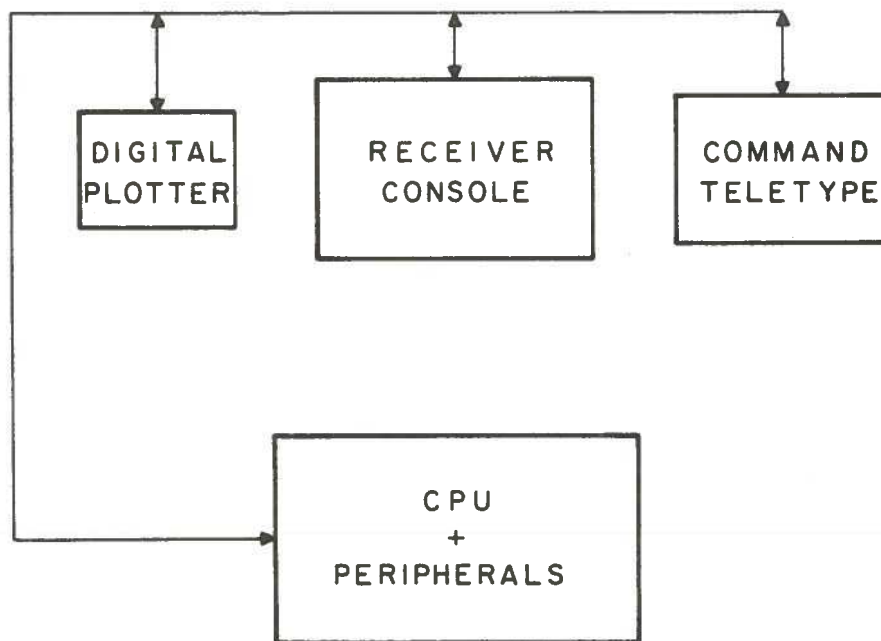 DIGITAL
PLOTTER
RECEIVER
CONSOLE
COMMAND
TELETYPE
CPU
+
PERIPHERALS